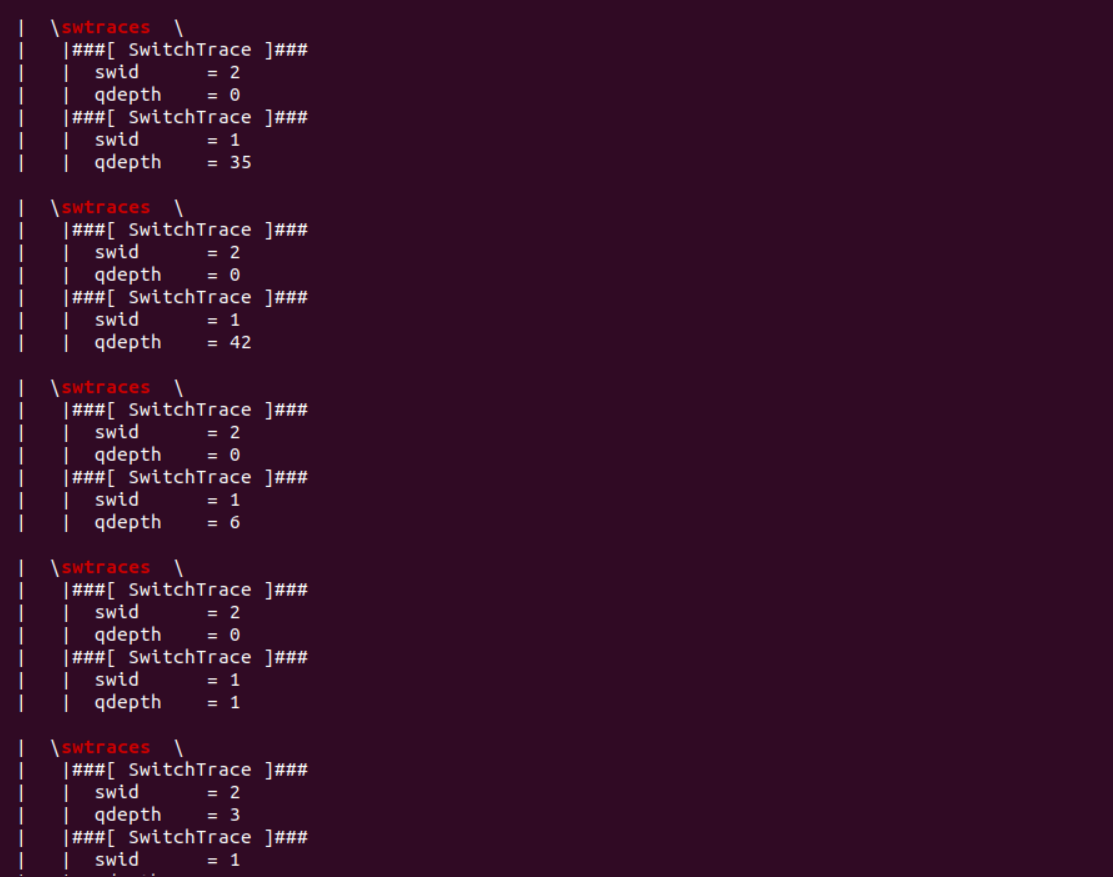 |  \swtraces  \
|   |###[ SwitchTrace ]###
|   |  swid      = 2
|   |  qdepth    = 0
|   |###[ SwitchTrace ]###
|   |  swid      = 1
|   |  qdepth    = 35
|  \swtraces  \
|   |###[ SwitchTrace ]###
|   |  swid      = 2
|   |  qdepth    = 0
|   |###[ SwitchTrace ]###
|   |  swid      = 1
|   |  qdepth    = 42
|  \swtraces  \
|   |###[ SwitchTrace ]###
|   |  swid      = 2
|   |  qdepth    = 0
|   |###[ SwitchTrace ]###
|   |  swid      = 1
|   |  qdepth    = 6
|  \swtraces  \
|   |###[ SwitchTrace ]###
|   |  swid      = 2
|   |  qdepth    = 0
|   |###[ SwitchTrace ]###
|   |  swid      = 1
|   |  qdepth    = 1
|  \swtraces  \
|   |###[ SwitchTrace ]###
|   |  swid      = 2
|   |  qdepth    = 3
|   |###[ SwitchTrace ]###
|   |  swid      = 1